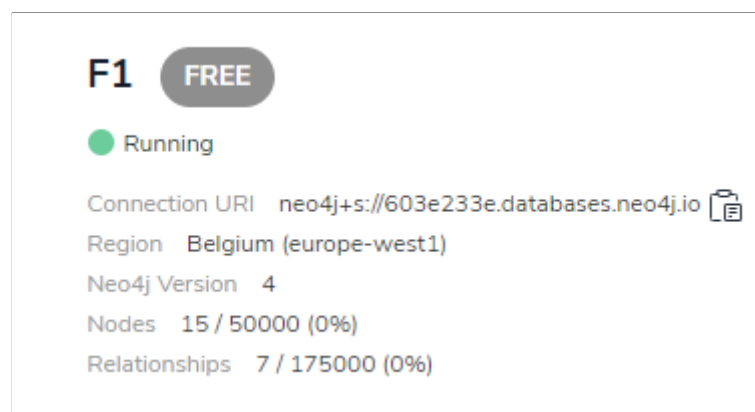 F1 FREE
Running
Connection URI neo4j+s://603e233e.databases.neo4j.io
Region Belgium (europe-west1)
Neo4j Version 4
Nodes 15 / 50000 (0%)
Relationships 7 / 175000 (0%)